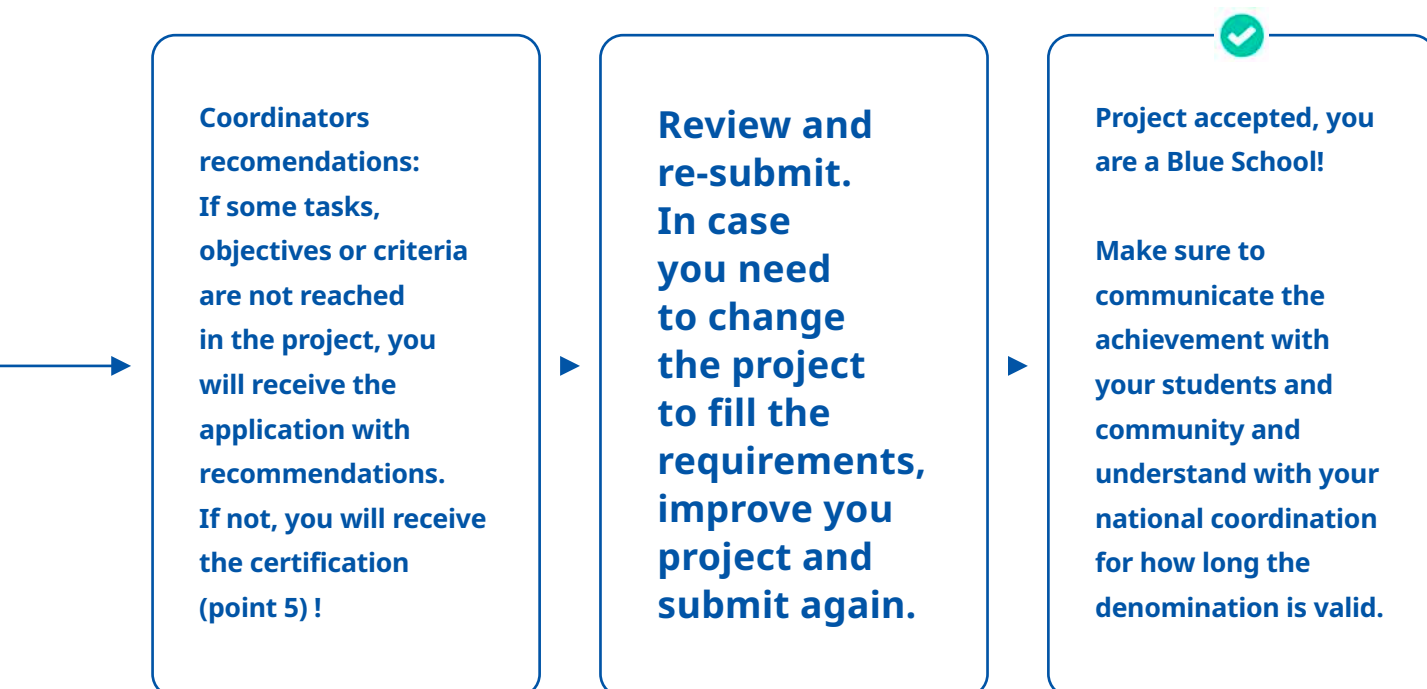 Coordinators
recomendations:
If some tasks,
objectives or criteria
are not reached
in the project, you
will receive the
application with
recommendations.
If not, you will receive
the certification
(point 5) !
Review and
re-submit.
In case
you need
to change
the project
to fill the
requirements,
improve you
project and
submit again.
Project accepted, you
are a Blue School!
Make sure to
communicate the
achievement with
your students and
community and
understand with your
national coordination
for how long the
denomination is valid.